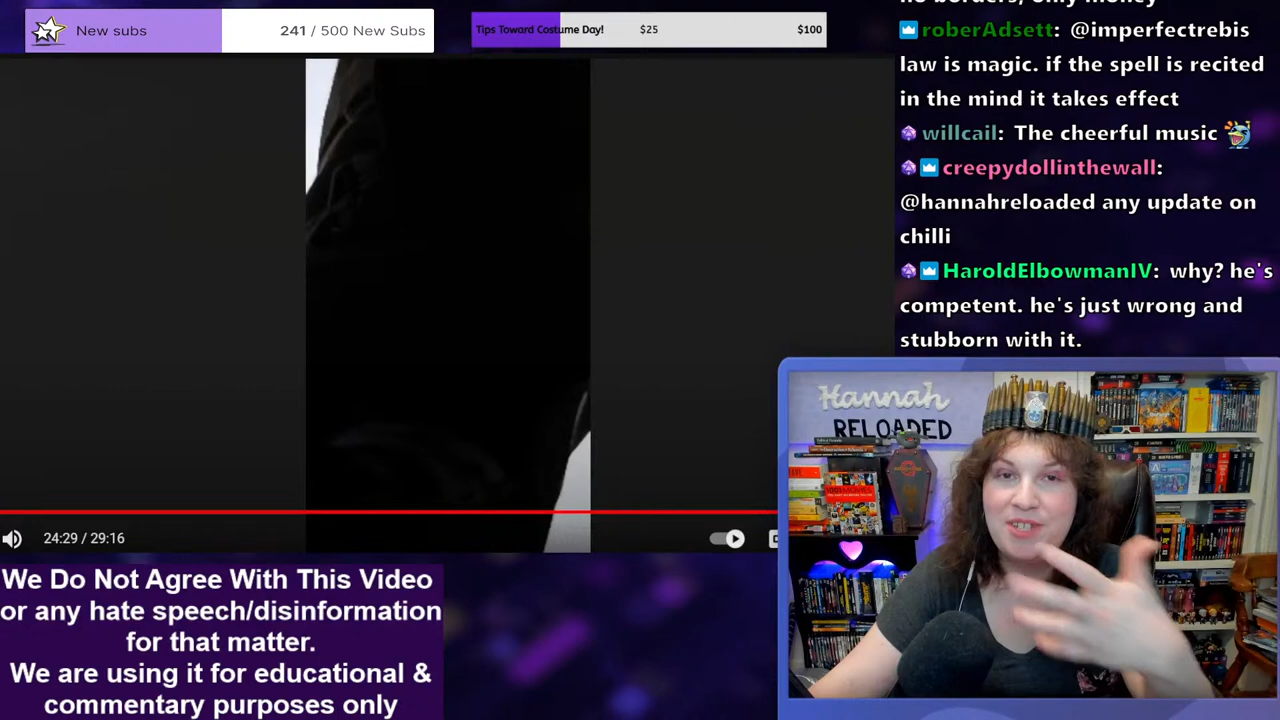 New subs
241 / 500 New Subs
Tips Toward Costume Day!
$25
$100
no borders, only money
roberAdsett: @imperfectrebis
law is magic. if the spell is recited
in the mind it takes effect
willcail: The cheerful music
creepydollinthewall:
@hannahreloaded any update on
chilli
HaroldElbowmanIV: why? he's
competent. he's just wrong and
stubborn with it.
24:29 / 29:16
Hannah
RELOADED
We Do Not Agree With This Video
or any hate speech/disinformation
for that matter.
We are using it for educational &
commentary purposes only